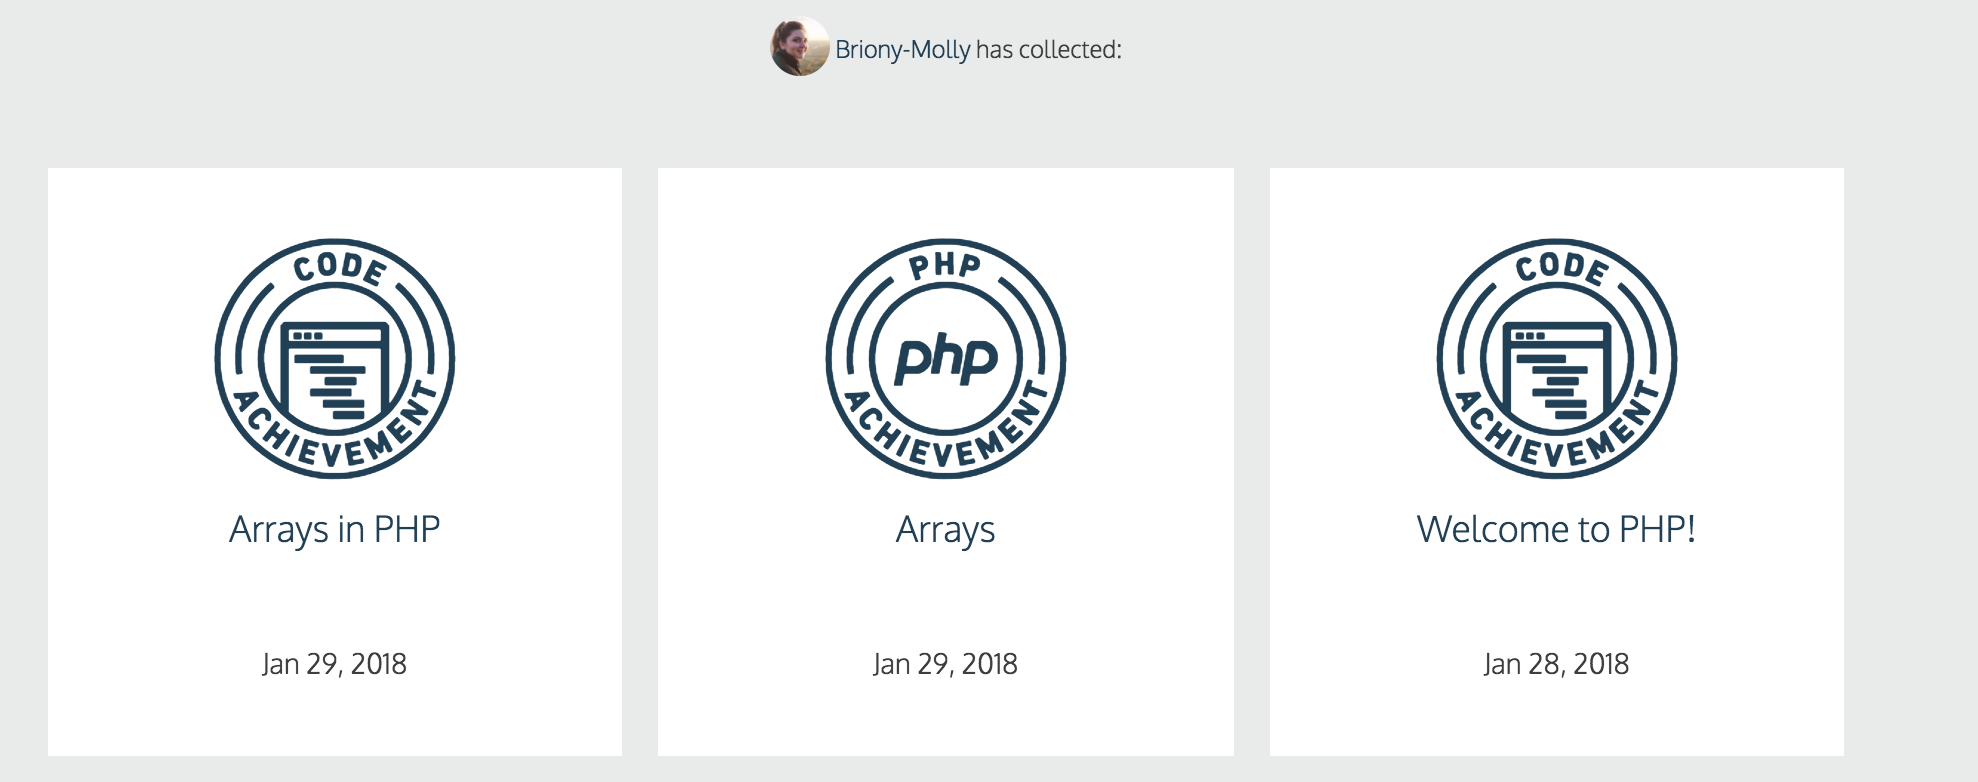 Briony-Molly has collected:
CODE
ACHIEVEMENT
Arrays in PHP
Jan 29, 2018
PHP
php
ACHIEVEMENT
Arrays
Jan 29, 2018
CODE
ACHIEVEMENT
Welcome to PHP!
Jan 28, 2018